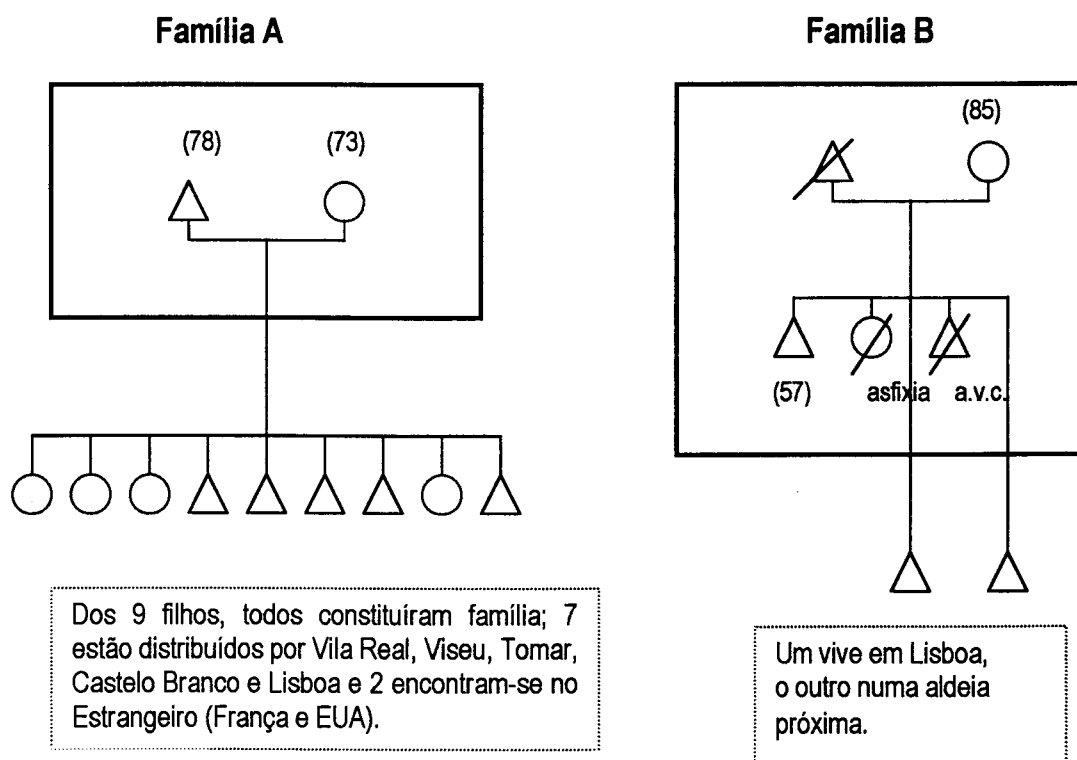 Família A
(78)
(73)
Dos 9 filhos, todos constituíram família; 7
estão distribuídos por Vila Real, Viseu, Tomar,
Castelo Branco e Lisboa e 2 encontram-se no
Estrangeiro (França e EUA).
Família B
(85)
(57)
asfixia
a.v.c.
Um vive em Lisboa,
o outro numa aldeia
próxima.